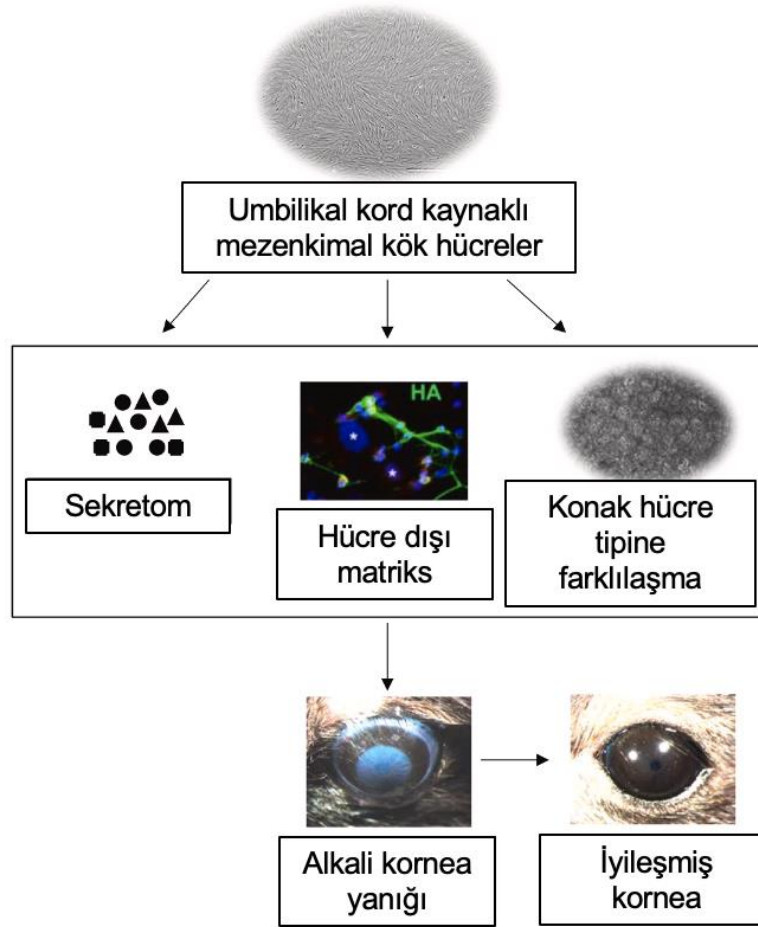 Umbilikal kord kaynaklı
mezenkimal kök hücreler
HA
Sekretom
Hücre dışı
matriks
Konak hücre
tipine
farklılaşma
Alkali kornea
yanığı
İyileşmiş
kornea